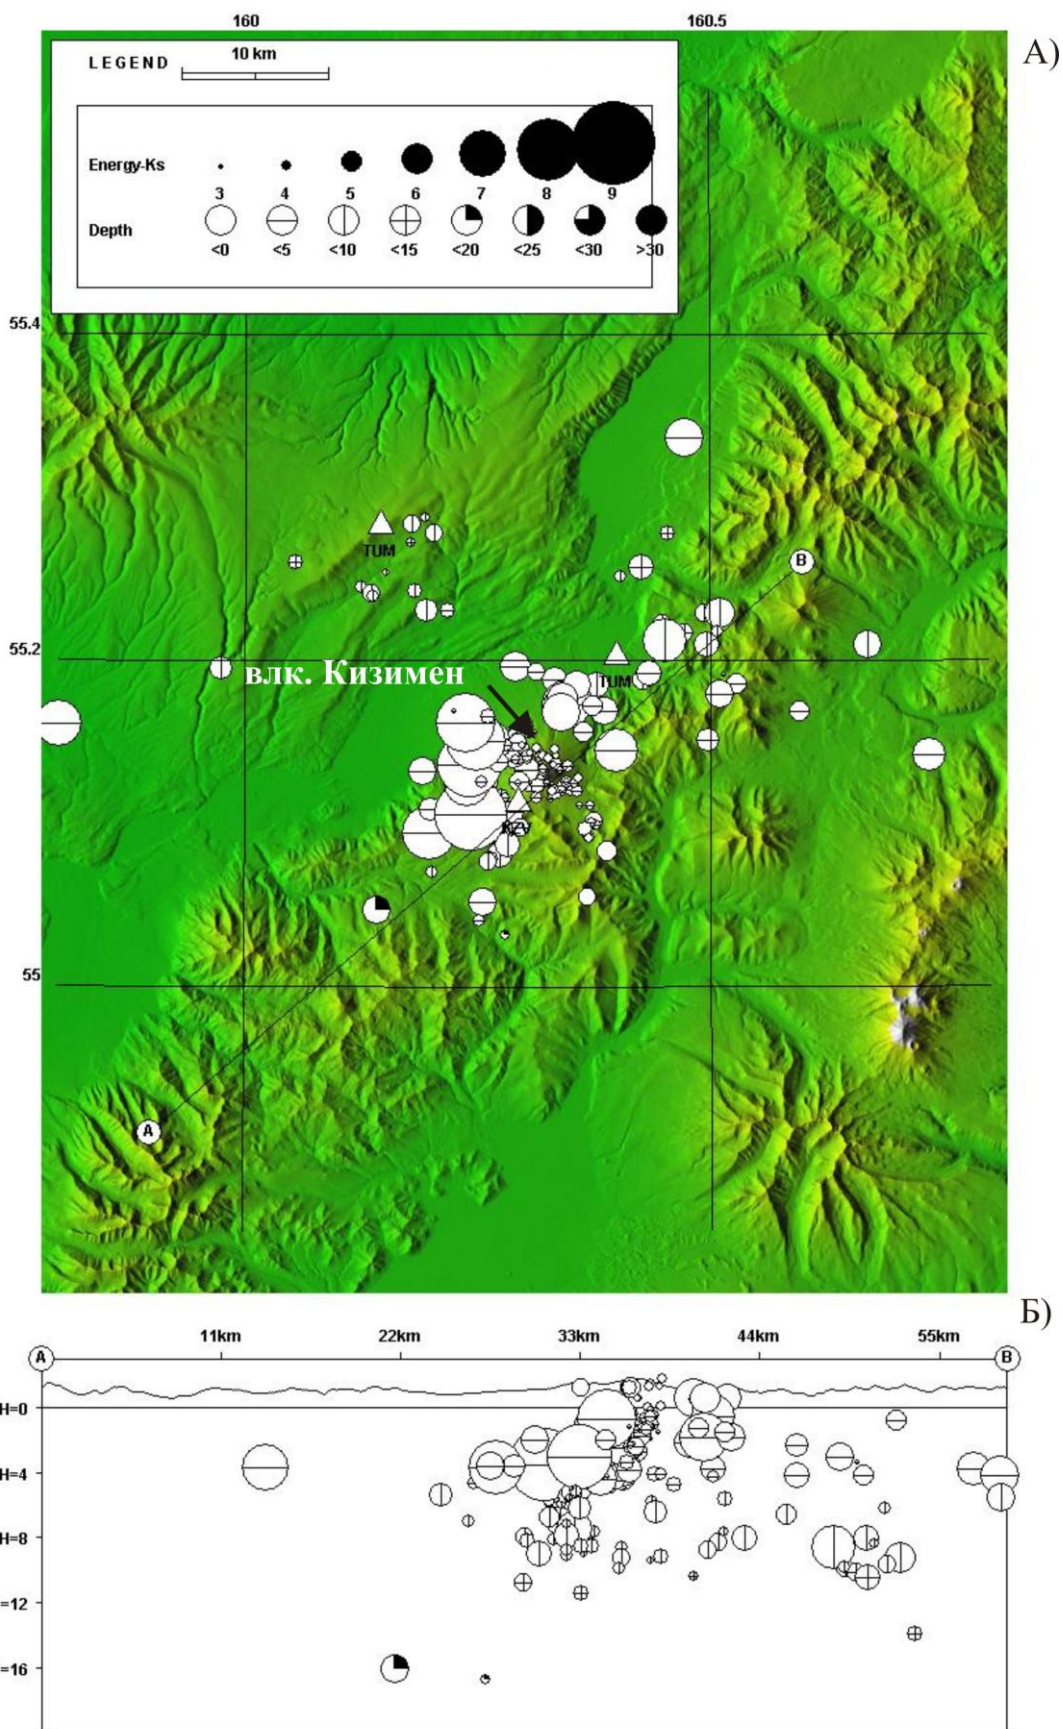 160 160.5
А)
LEGEND 10 km
Energy-Ks
3 4 5 6 7 8 9
Depth
<0 <5 <10 <15 <20 <25 <30 >30
55.4
TUM
B
55.2
влк. Кизимен
TUM
KZV
55
A
Б)
11km 22km 33km 44km 55km
A B
H=0
H=4
H=8
=12
=16